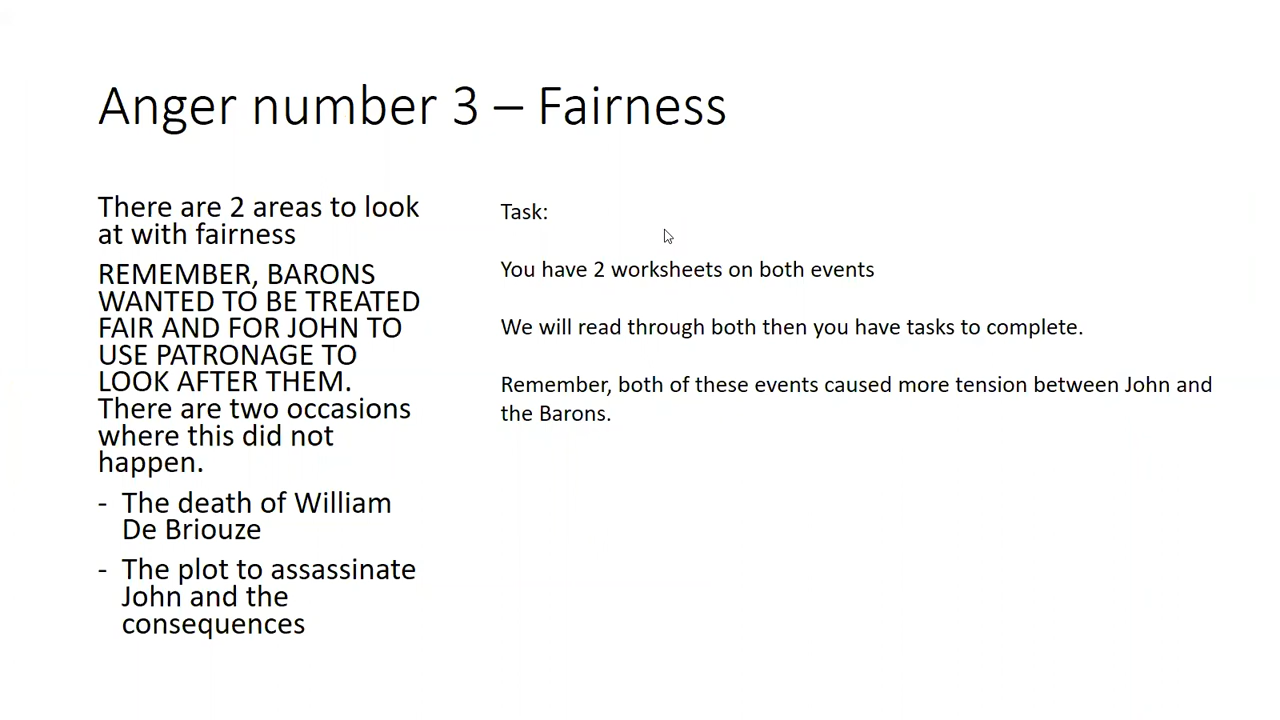 Anger number 3 – Fairness
There are 2 areas to look
at with fairness
REMEMBER, BARONS
WANTED TO BE TREATED
FAIR AND FOR JOHN TO
USE PATRONAGE TO
LOOK AFTER THEM.
There are two occasions
where this did not
happen.
- The death of William
De Briouze
- The plot to assassinate
John and the
consequences
Task:
You have 2 worksheets on both events
We will read through both then you have tasks to complete.
Remember, both of these events caused more tension between John and
the Barons.